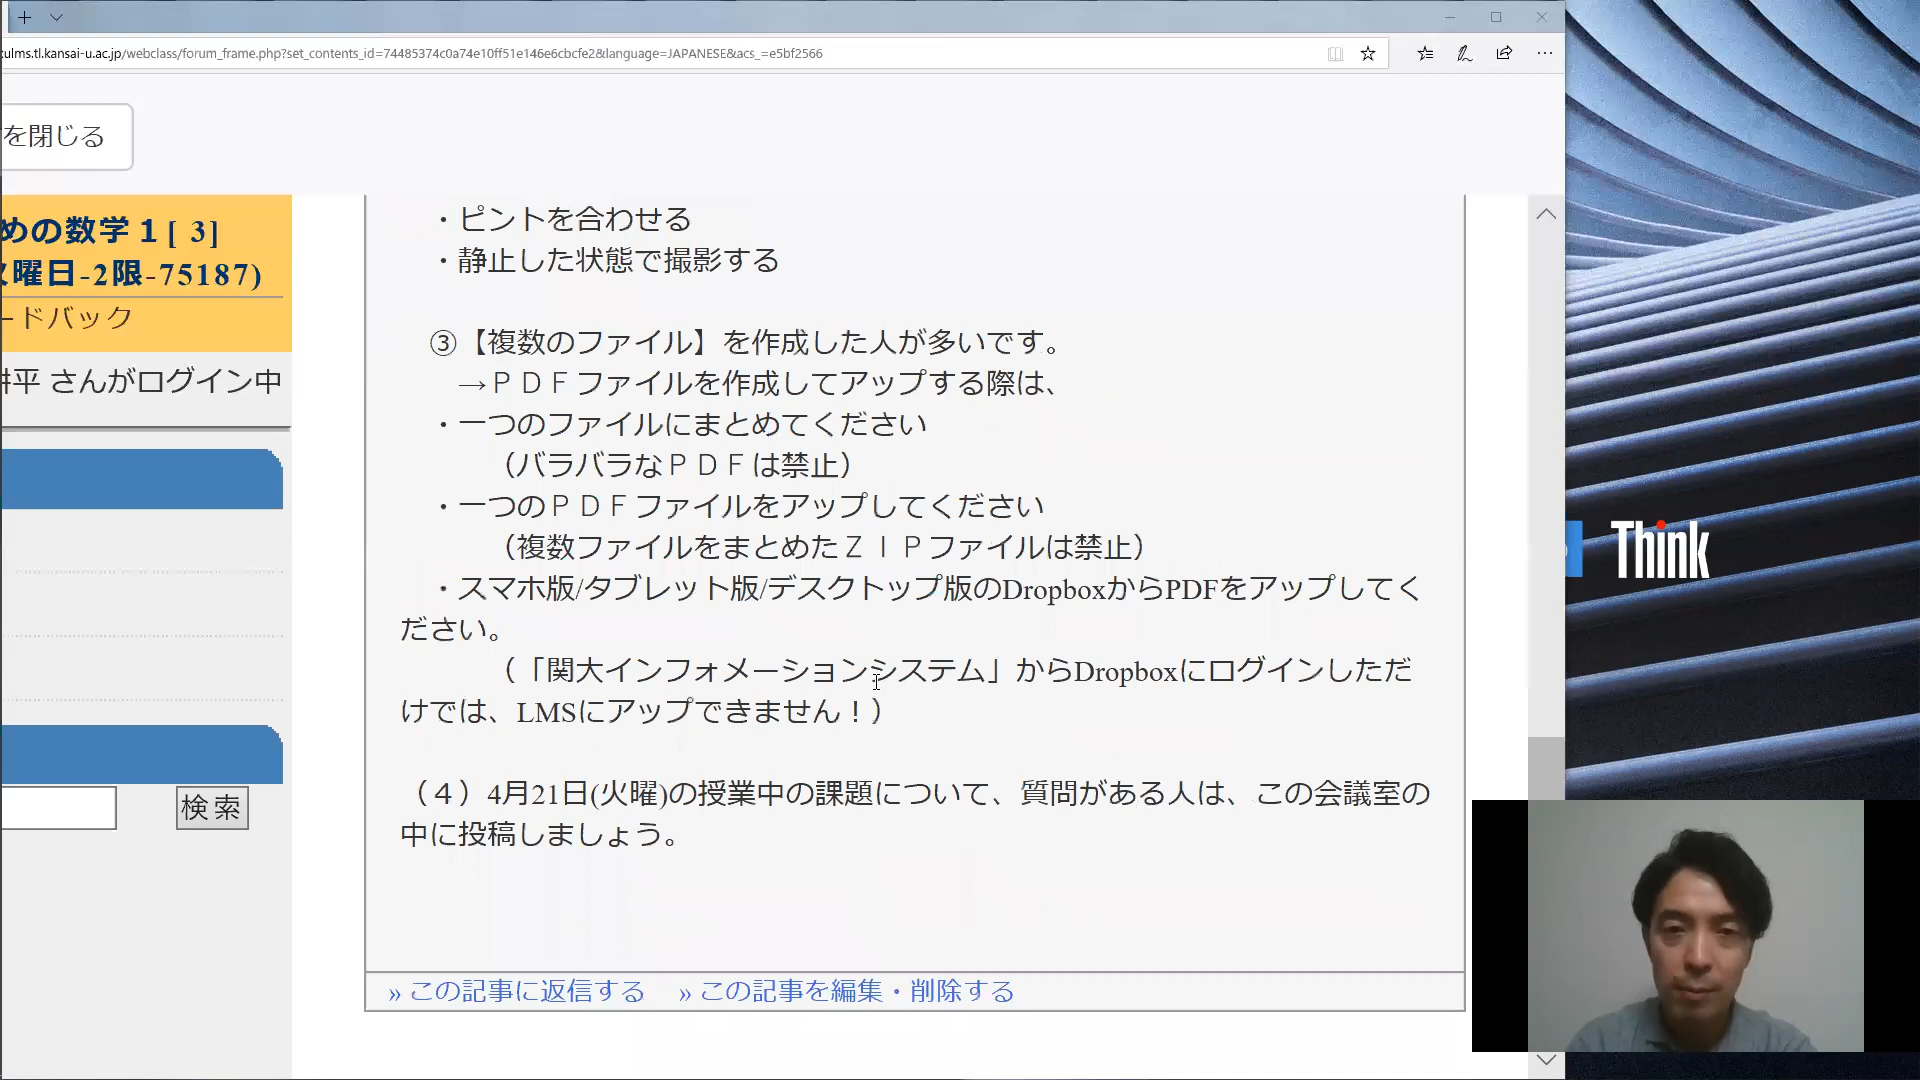 ulms.tl.kansai-u.ac.jp/webclass/forum_frame.php?set_contents_id=74485374c0a74e10ff51e146e6cbcfe2&language=JAPANESE&acs_=e5bf2566
を閉じる
めの数学１[ 3]
曜日-2限-75187)
ードバック
平 さんがログイン中
検索
・ピントを合わせる
・静止した状態で撮影する
③【複数のファイル】を作成した人が多いです。
→ＰＤＦファイルを作成してアップする際は、
・一つのファイルにまとめてください
（バラバラなＰＤＦは禁止）
・一つのＰＤＦファイルをアップしてください
（複数ファイルをまとめたＺＩＰファイルは禁止）
・スマホ版/タブレット版/デスクトップ版のDropboxからPDFをアップしてく
ださい。
（「関大インフォメーションシステム」からDropboxにログインしただ
けでは、LMSにアップできません！）
（４）4月21日(火曜)の授業中の課題について、質問がある人は、この会議室の
中に投稿しましょう。
» この記事に返信する » この記事を編集・削除する
Think